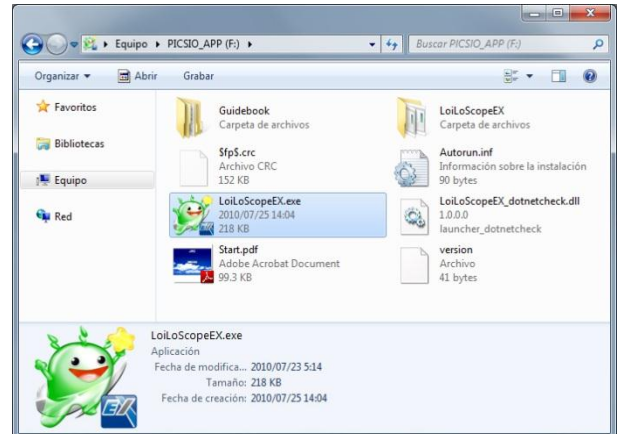 Equipo ▸ PICSIO_APP (F:) ▸
Buscar PICSIO_APP (F:)
Organizar ▾ Abrir Grabar
Favoritos
Bibliotecas
Equipo
Red
Guidebook
Carpeta de archivos
LoiLoScopeEX
Carpeta de archivos
$fp$.crc
Archivo CRC
152 KB
Autorun.inf
Información sobre la instalación
90 bytes
LoiLoScopeEX.exe
2010/07/25 14:04
218 KB
LoiLoScopeEX_dotnetcheck.dll
1.0.0.0
launcher_dotnetcheck
Start.pdf
Adobe Acrobat Document
99.3 KB
version
Archivo
41 bytes
EX
LoiLoScopeEX.exe
Aplicación
Fecha de modifica... 2010/07/23 5:14
Tamaño: 218 KB
Fecha de creación: 2010/07/25 14:04